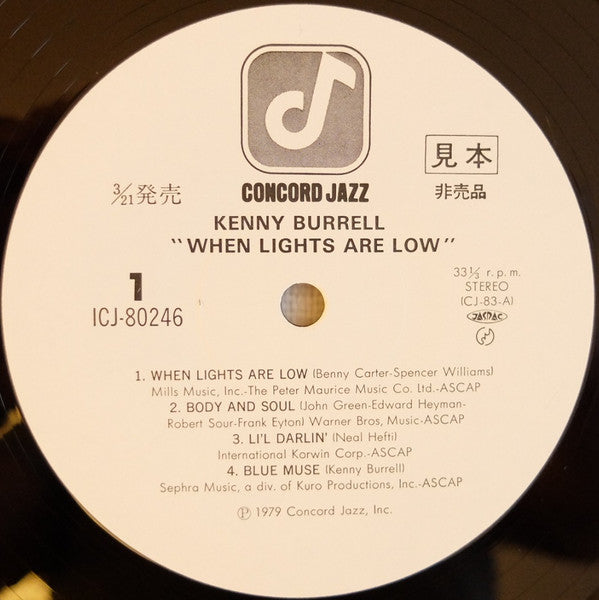 見本
3/21発売
CONCORD JAZZ
非売品
KENNY BURRELL
"WHEN LIGHTS ARE LOW"
1
ICJ-80246
33 1/3 r.p.m.
STEREO
(CJ-83-A)
JASRAC
1. WHEN LIGHTS ARE LOW (Benny Carter-Spencer Williams)
Mills Music, Inc.-The Peter Maurice Music Co. Ltd.-ASCAP
2. BODY AND SOUL (John Green-Edward Heyman-
Robert Sour-Frank Eyton) Warner Bros, Music-ASCAP
3. LI'L DARLIN' (Neal Hefti)
International Korwin Corp.-ASCAP
4. BLUE MUSE (Kenny Burrell)
Sephra Music, a div. of Kuro Productions, Inc.-ASCAP
Ⓟ 1979 Concord Jazz, Inc.